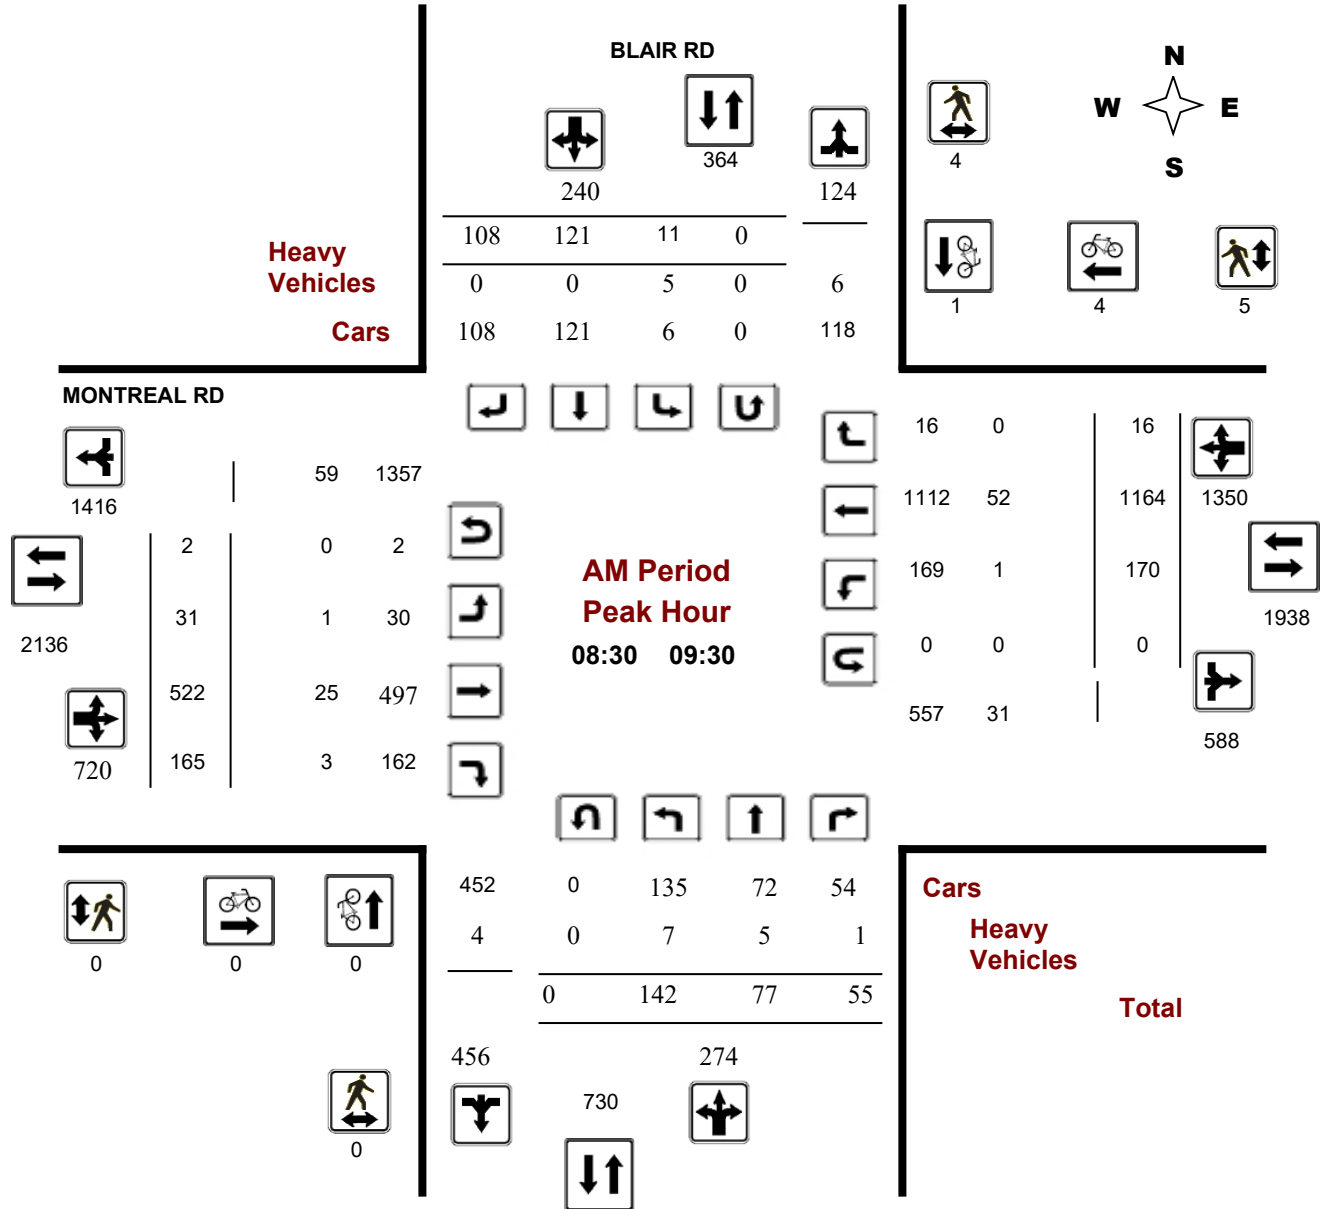 BLAIR RD
N
W E
S
364
4
240 124
108 121 11 0
Heavy
Vehicles 0 0 5 0 6
Cars 108 121 6 0 118
1 4 5
MONTREAL RD
16 0 16
59 1357
1416
1112 52 1164 1350
2 0 2
AM Period
169 1 170
Peak Hour
31 1 30
1938
2136
08:30 09:30
0 0 0
522 25 497
557 31
588
720 165 3 162
452 0 135 72 54 Cars
4 0 7 5 1 Heavy
Vehicles
0 0 0
0 142 77 55
Total
456 274
730
0